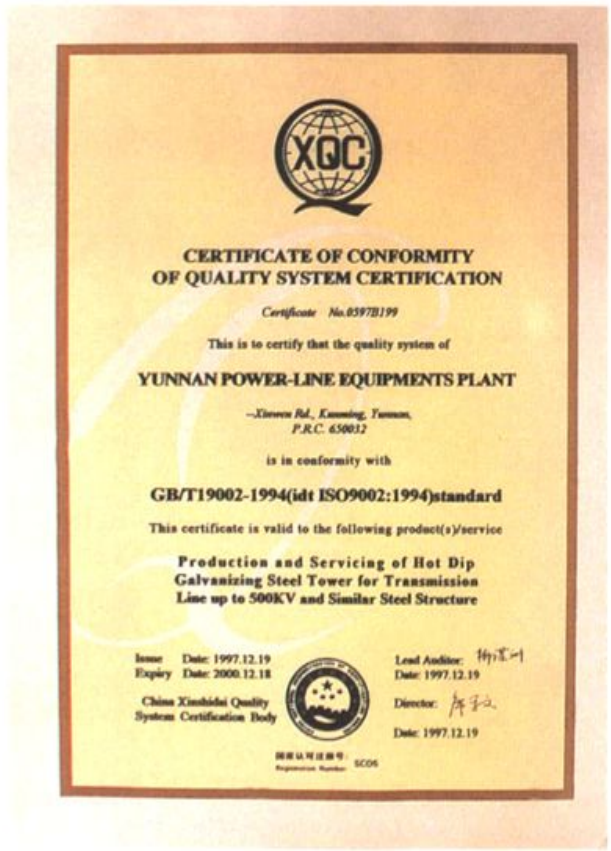 XQC
CERTIFICATE OF CONFORMITY
OF QUALITY SYSTEM CERTIFICATION
Certificate No.0597B199
This is to certify that the quality system of
YUNNAN POWER-LINE EQUIPMENTS PLANT
Rd., Kunming, Yunnan,
P.R.C. 650032
is in conformity with
GB/T19002-1994(idt ISO9002:1994)standard
This certificate is valid to the following product(s)/service
Production and Servicing of Hot Dip
Galvanizing Steel Tower for Transmission
Line up to 500KV and Similar Steel Structure
Issue Date: 1997.12.19
Expiry Date: 2000.12.18
China Xinshidai Quality
System Certification Body
Lead Auditor:
Date: 1997.12.19
Director:
Date: 1997.12.19
国家认可注册号:
Registration Number SC06